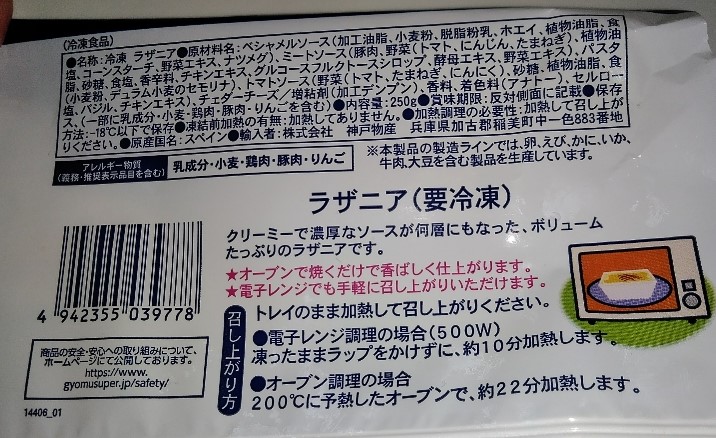 (冷凍食品)
●名称:冷凍 ラザニア●原材料名:ベシャメルソース(加工油脂、小麦粉、脱脂粉乳、ホエイ、植物油脂、食
塩、コーンスターチ、野菜エキス、ナツメグ)、ミートソース(豚肉、野菜(トマト、にんじん、たまねぎ)、植物油
脂、砂糖、食塩、香辛料、チキンエキス、グルコースフルクトースシロップ、酵母エキス、野菜エキス)、パスタ
(小麦粉、デュラム小麦のセモリナ)、トマトソース(野菜(トマト、たまねぎ、にんにく)、砂糖、植物油脂、食
塩、バジル、チキンエキス)、チェダーチーズ/増粘剤(加工デンプン)、香料、着色料(アナトー)、セルロー
ス、(一部に乳成分・小麦・鶏肉・豚肉・りんごを含む)●内容量:250g●賞味期限:反対側面に記載●保存
方法:-18℃以下で保存●凍結前加熱の有無:加熱してありません。●加熱調理の必要性:加熱して召し上が
りください。●原産国名:スペイン●輸入者:株式会社 神戸物産 兵庫県加古郡稲美町中一色883番地
アレルギー物質
(義務・推奨表示品目を含む)
乳成分・小麦・鶏肉・豚肉・りんご
※本製品の製造ラインでは、卵、えび、かに、いか、
牛肉、大豆を含む製品を生産しています。
ラザニア(要冷凍)
クリーミーで濃厚なソースが何層にもなった、ボリューム
たっぷりのラザニアです。
★オーブンで焼くだけで香ばしく仕上がります。
★電子レンジでも手軽に召し上がりいただけます。
召し上がり方
トレイのまま加熱して召し上がりください。
●電子レンジ調理の場合(500W)
凍ったままラップをかけずに、約10分加熱します。
●オーブン調理の場合
200℃に予熱したオーブンで、約22分加熱します。
4 942355 039778
商品の安全・安心への取り組みについて、
ホームページにて公開しております。
https://www.
gyomusuper.jp/safety/
14406_01